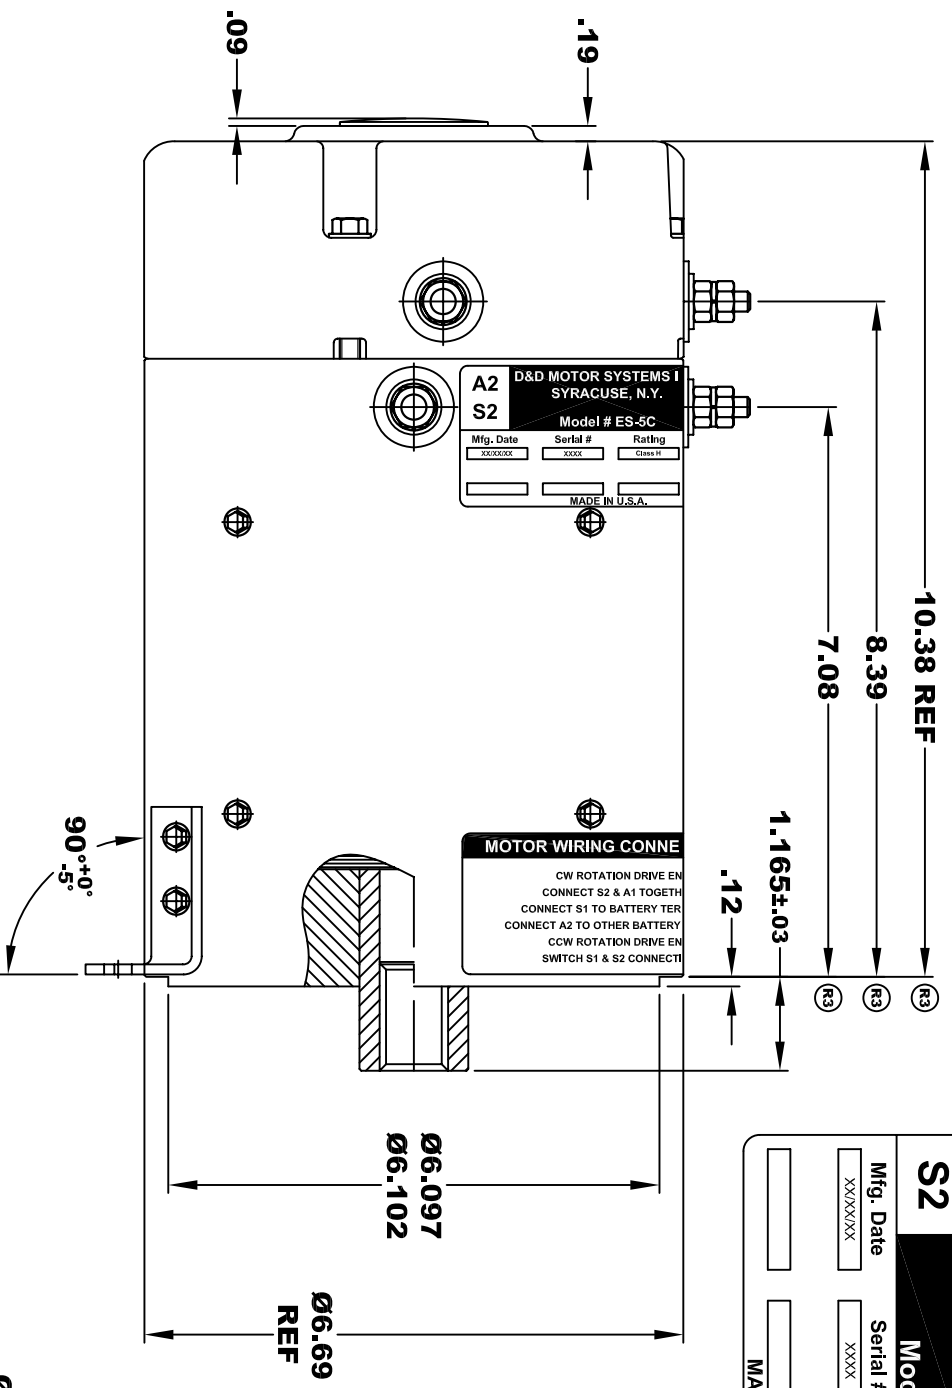 .09
.19
10.38 REF
8.39
7.08
R3
R3
R3
1.165±.03
.12
A2
S2
D&D MOTOR SYSTEMS I
SYRACUSE, N.Y.
Model # ES-5C
Mfg. Date
Serial #
Rating
XX/XX/XX
XXXX
Class H
MADE IN U.S.A.
MOTOR WIRING CONNE
CW ROTATION DRIVE EN
CONNECT S2 & A1 TOGETH
CONNECT S1 TO BATTERY TER
CONNECT A2 TO OTHER BATTERY
CCW ROTATION DRIVE EN
SWITCH S1 & S2 CONNECTI
90°+0°
-5°
Ø6.097
Ø6.102
Ø6.69
REF
S2
Mod
Mfg. Date
Serial #
XX/XX/XX
XXXX
MA